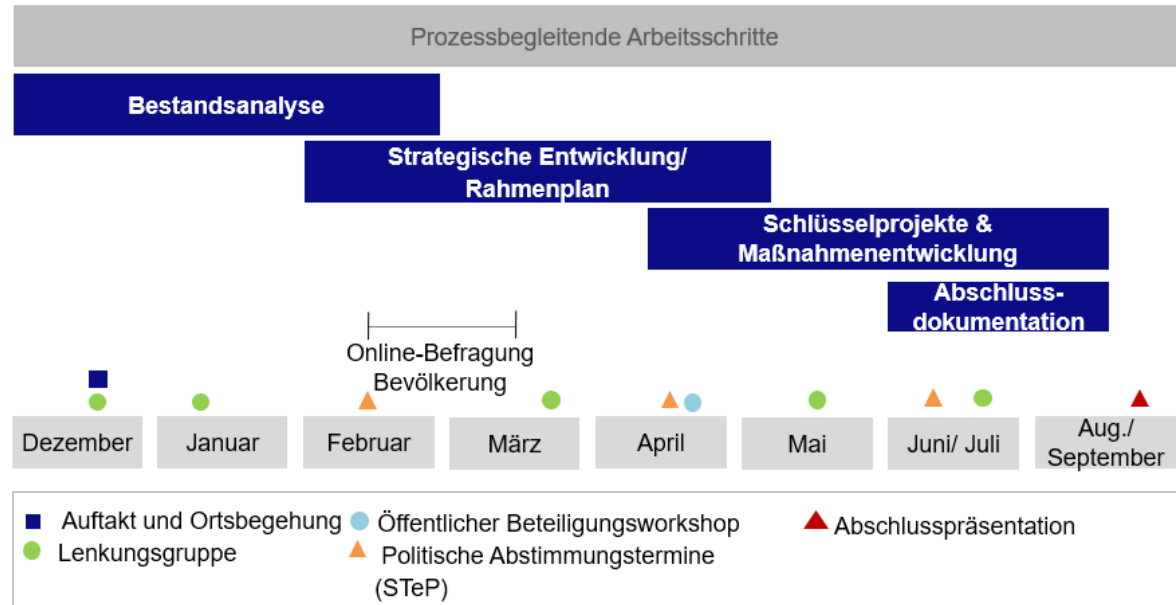 Prozessbegleitende Arbeitsschritte
Bestandsanalyse
Strategische Entwicklung/
Rahmenplan
Schlüsselprojekte &
Maßnahmenentwicklung
Abschluss-
dokumentation
Online-Befragung
Bevölkerung
Dezember
Januar
Februar
März
April
Mai
Juni/ Juli
Aug./
September
Auftakt und Ortsbegehung
Lenkungsgruppe
Öffentlicher Beteiligungsworkshop
Politische Abstimmungstermine
(STeP)
Abschlusspräsentation